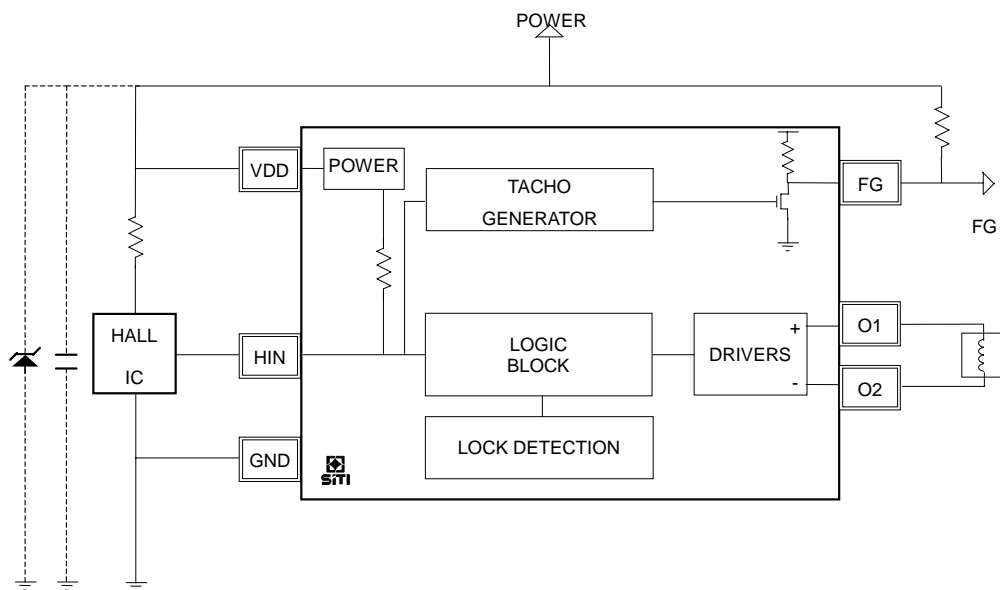 POWER
VDD
POWER
TACHO
GENERATOR
FG
FG
HALL
IC
HIN
LOGIC
BLOCK
DRIVERS
+
-
O1
O2
GND
LOCK DETECTION
SiTI